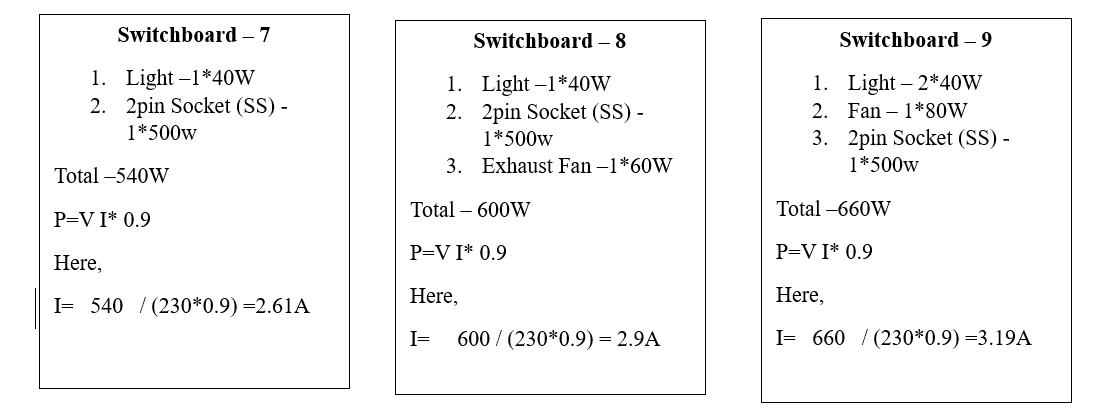 Switchboard – 7
1. Light –1*40W
2. 2pin Socket (SS) -
1*500w
Total –540W
P=V I* 0.9
Here,
I= 540 / (230*0.9) =2.61A
Switchboard – 8
1. Light –1*40W
2. 2pin Socket (SS) -
1*500w
3. Exhaust Fan –1*60W
Total – 600W
P=V I* 0.9
Here,
I= 600 / (230*0.9) = 2.9A
Switchboard – 9
1. Light – 2*40W
2. Fan – 1*80W
3. 2pin Socket (SS) -
1*500w
Total –660W
P=V I* 0.9
Here,
I= 660 / (230*0.9) =3.19A